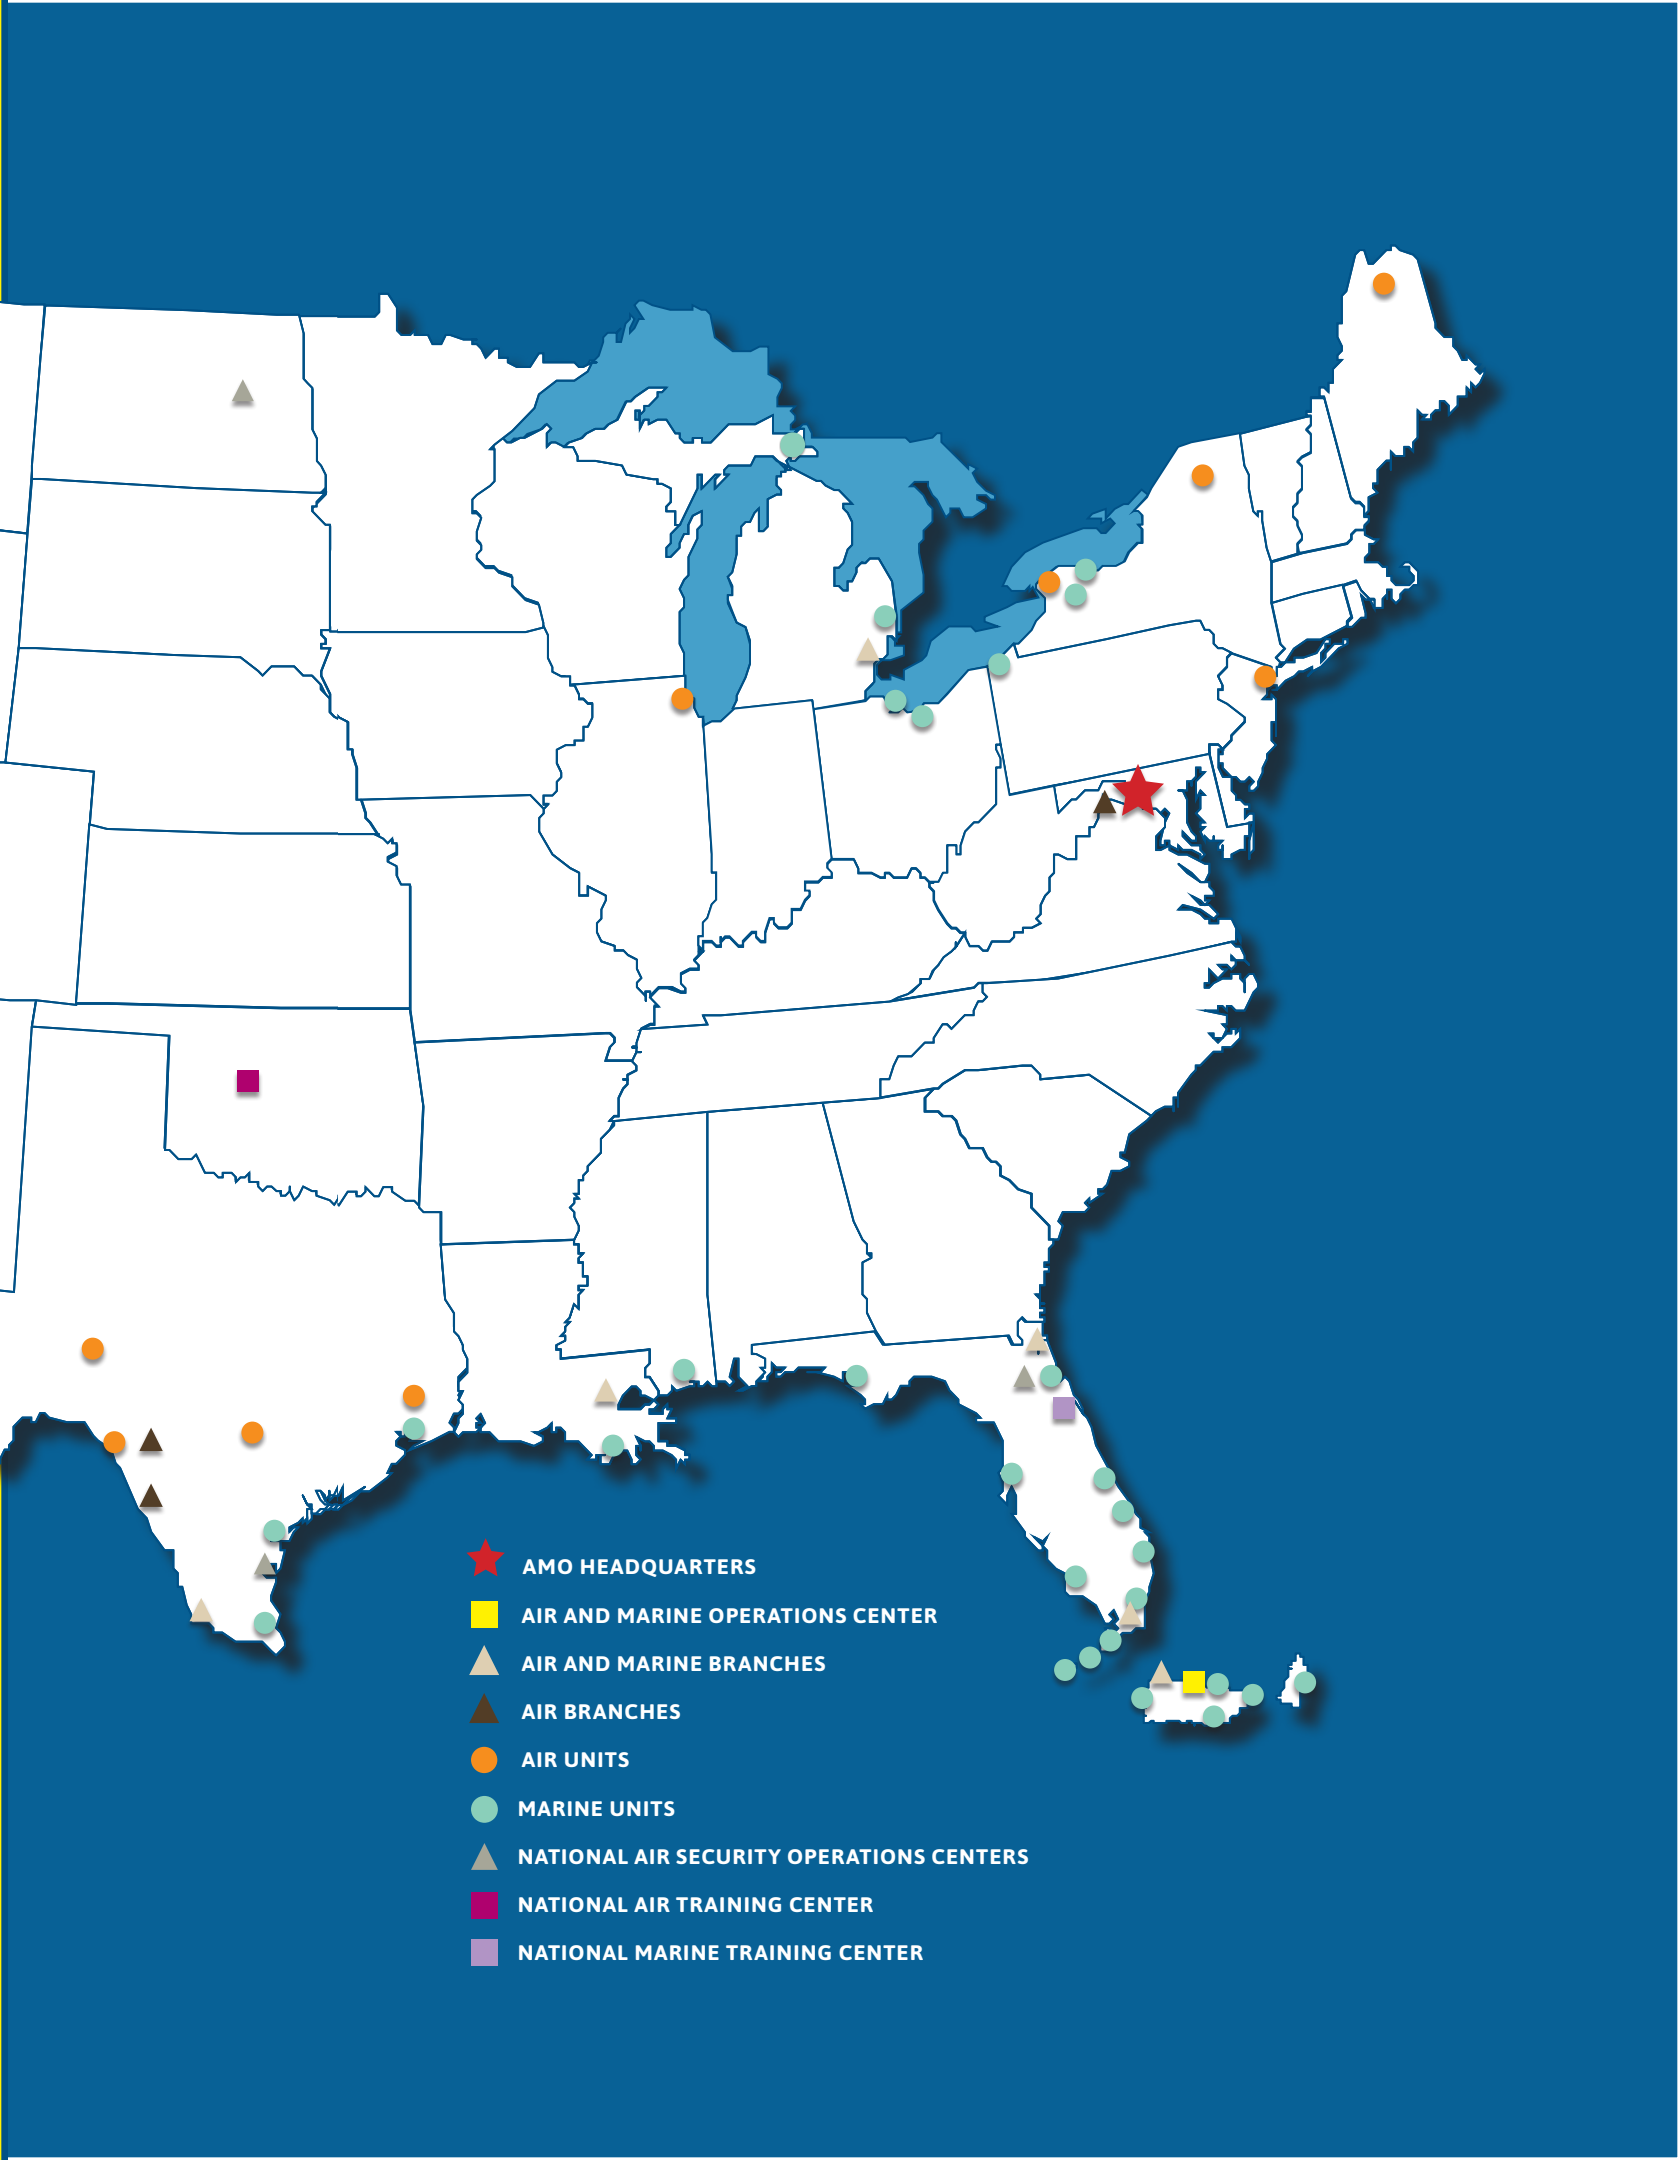 AMO HEADQUARTERS
AIR AND MARINE OPERATIONS CENTER
AIR AND MARINE BRANCHES
AIR BRANCHES
AIR UNITS
MARINE UNITS
NATIONAL AIR SECURITY OPERATIONS CENTERS
NATIONAL AIR TRAINING CENTER
NATIONAL MARINE TRAINING CENTER